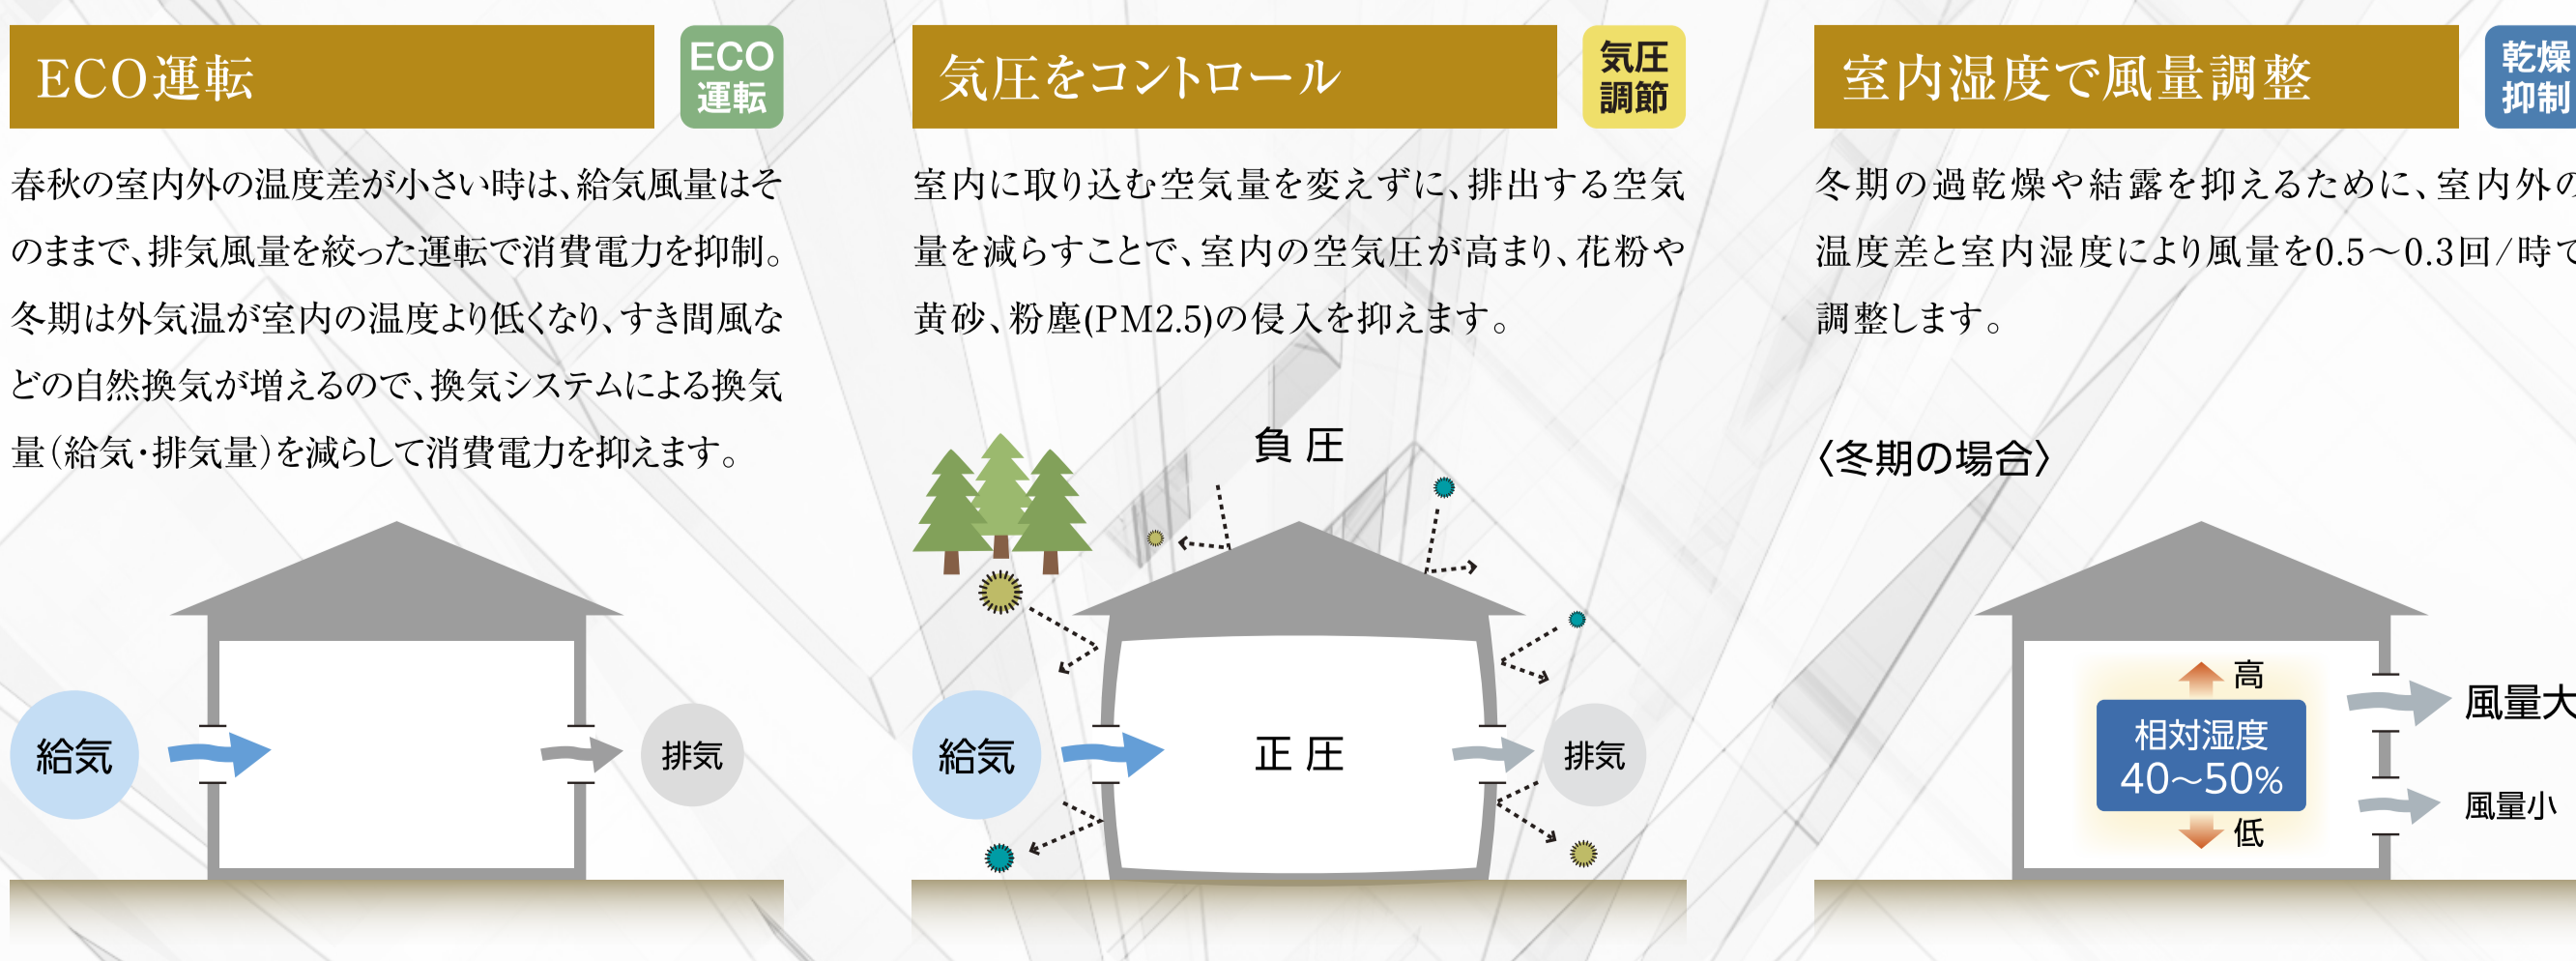 ECO運転
ECO
運転
春秋の室内外の温度差が小さい時は、給気風量はそ
のままで、排気風量を絞った運転で消費電力を抑制。
冬期は外気温が室内の温度より低くなり、すき間風な
どの自然換気が増えるので、換気システムによる換気
量（給気・排気量）を減らして消費電力を抑えます。
給気
排気
気圧をコントロール
気圧
調節
室内に取り込む空気量を変えずに、排出する空気
量を減らすことで、室内の空気圧が高まり、花粉や
黄砂、粉塵(PM2.5)の侵入を抑えます。
負圧
給気
正圧
排気
室内湿度で風量調整
乾燥
抑制
冬期の過乾燥や結露を抑えるために、室内外の
温度差と室内湿度により風量を0.5〜0.3回/時で
調整します。
〈冬期の場合〉
高
相対湿度
40〜50%
低
風量大
風量小